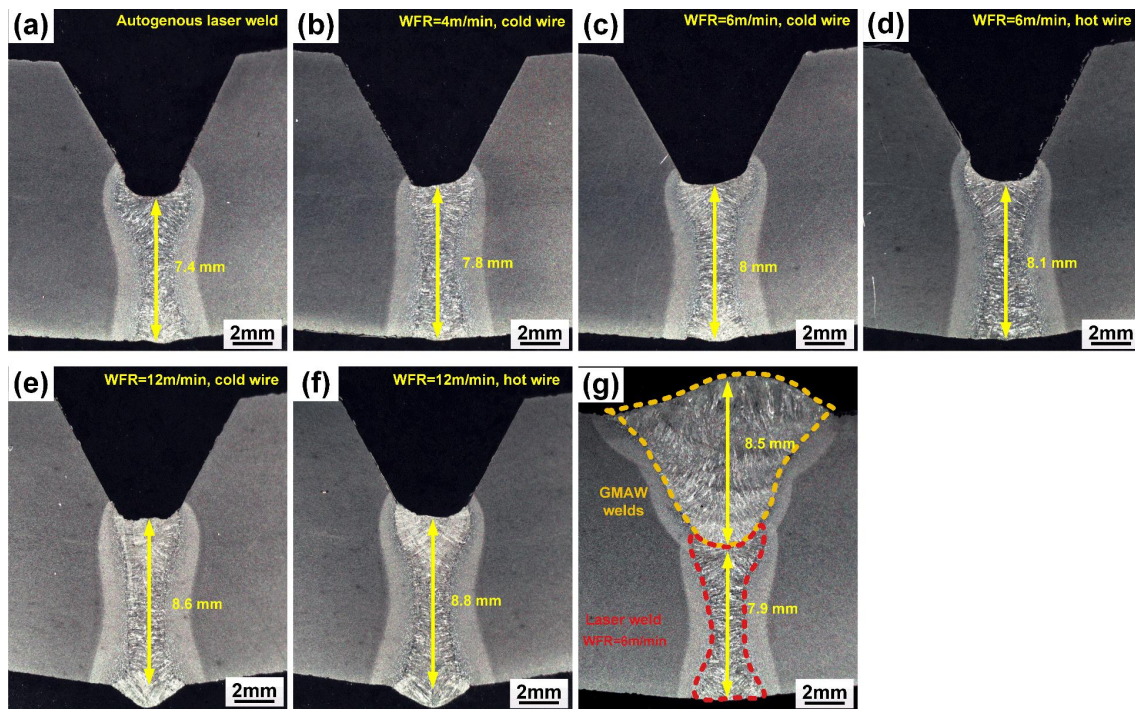 (a)
Autogenous laser weld
7.4 mm
2mm
(b)
WFR=4m/min, cold wire
7.8 mm
2mm
(c)
WFR=6m/min, cold wire
8 mm
2mm
(d)
WFR=6m/min, hot wire
8.1 mm
2mm
(e)
WFR=12m/min, cold wire
8.6 mm
2mm
(f)
WFR=12m/min, hot wire
8.8 mm
2mm
(g)
8.5 mm
GMAW
welds
7.9 mm
Laser weld
WFR=6m/min
2mm